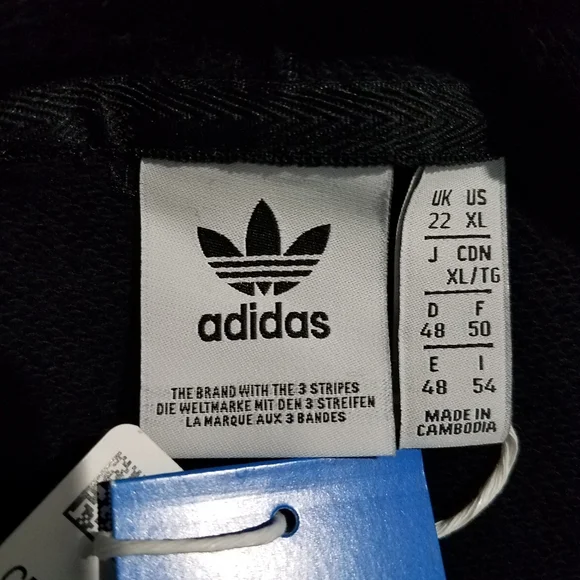 adidas
THE BRAND WITH THE 3 STRIPES
DIE WELTMARKE MIT DEN 3 STREIFEN
LA MARQUE AUX 3 BANDES
UK US
22 XL
J CDN
XL/TG
D F
48 50
E I
48 54
MADE IN
CAMBODIA